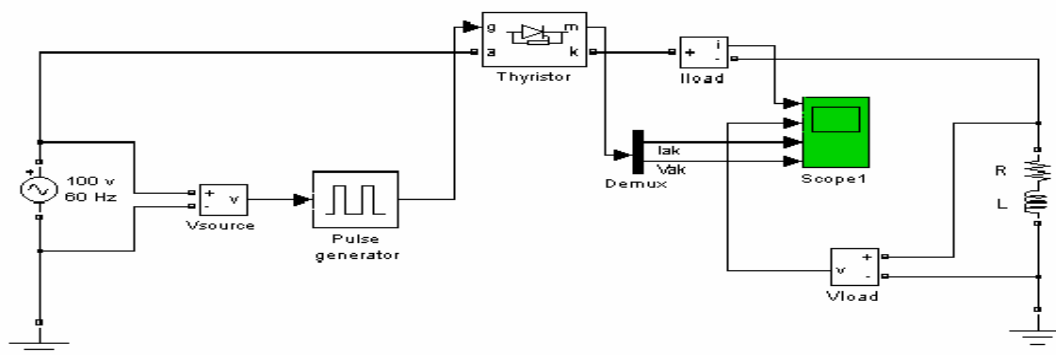 g
m
a
k
Thyristor
+
i
-
Iload
Iak
Vak
Demux
Scope1
R
L
+
100 v
60 Hz
+
-
v
Vsource
Pulse
generator
v
+
-
Vload